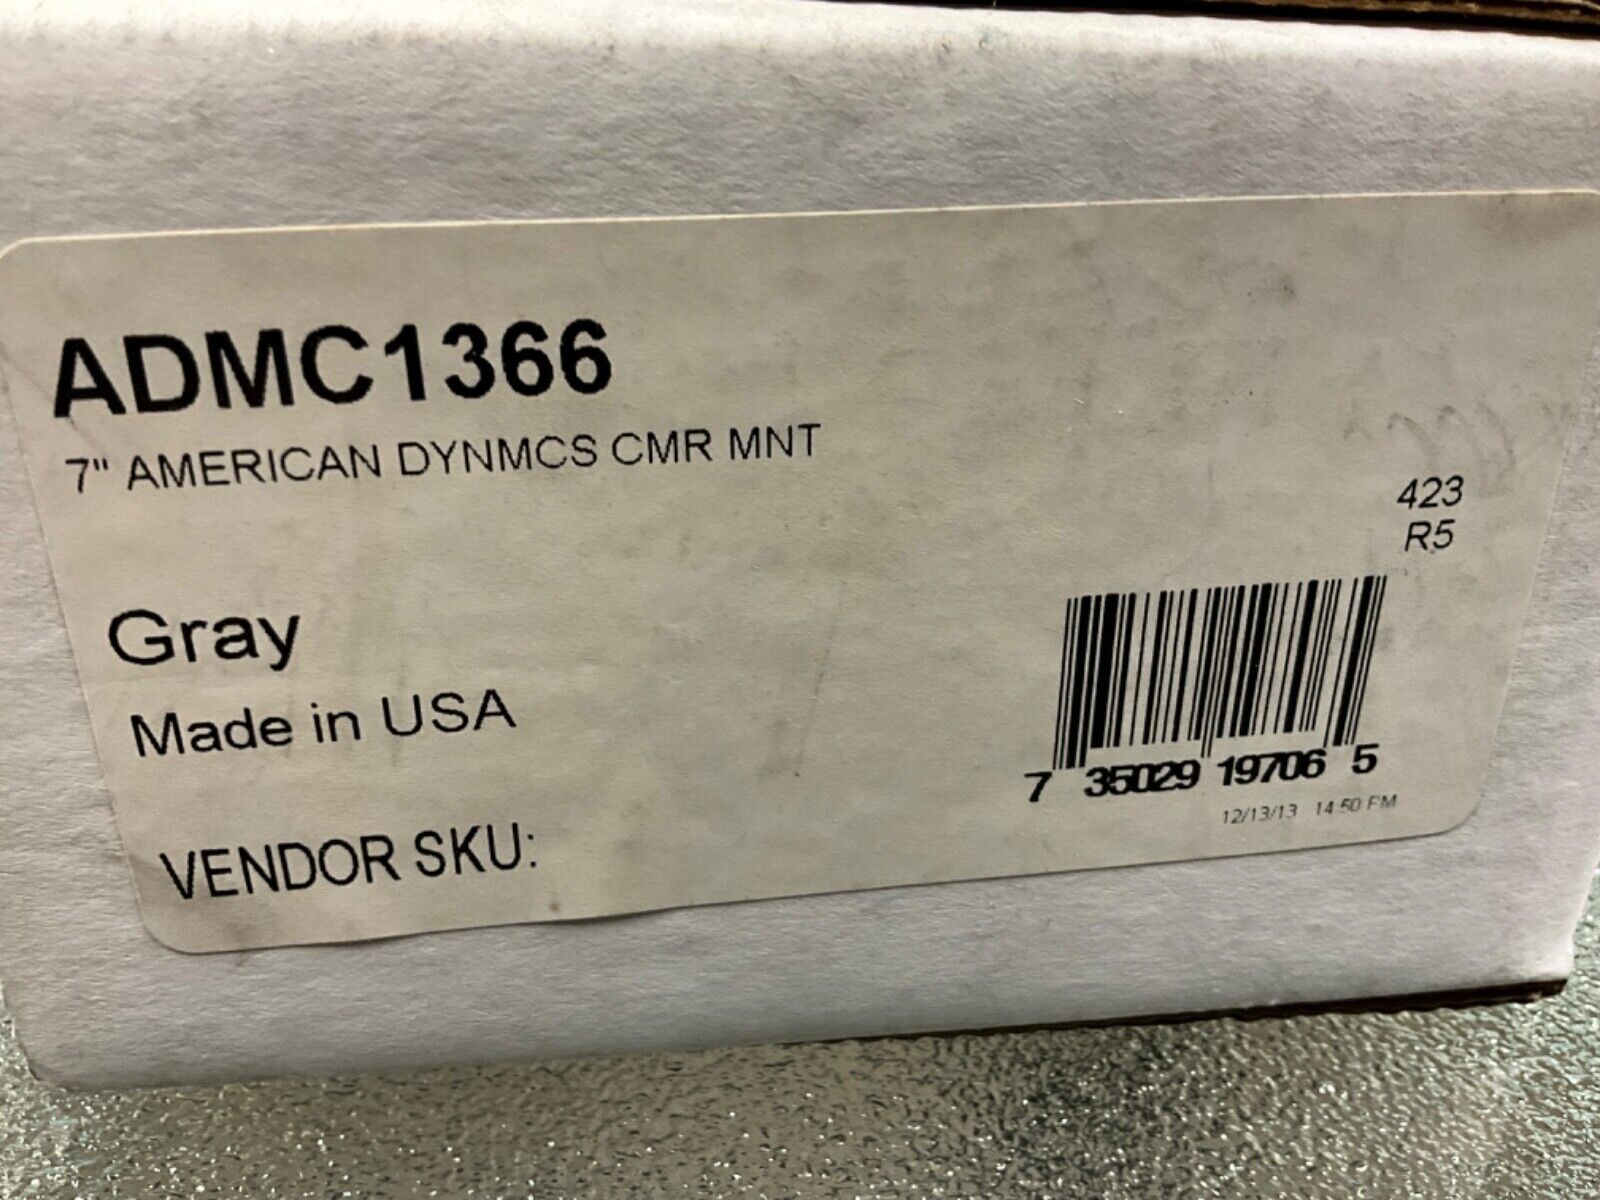 ADMC1366
7" AMERICAN DYNMCS CMR MNT
423
R5
Gray
Made in USA
7 35029 19706 5
12/13/13 14:50 PM
VENDOR SKU: